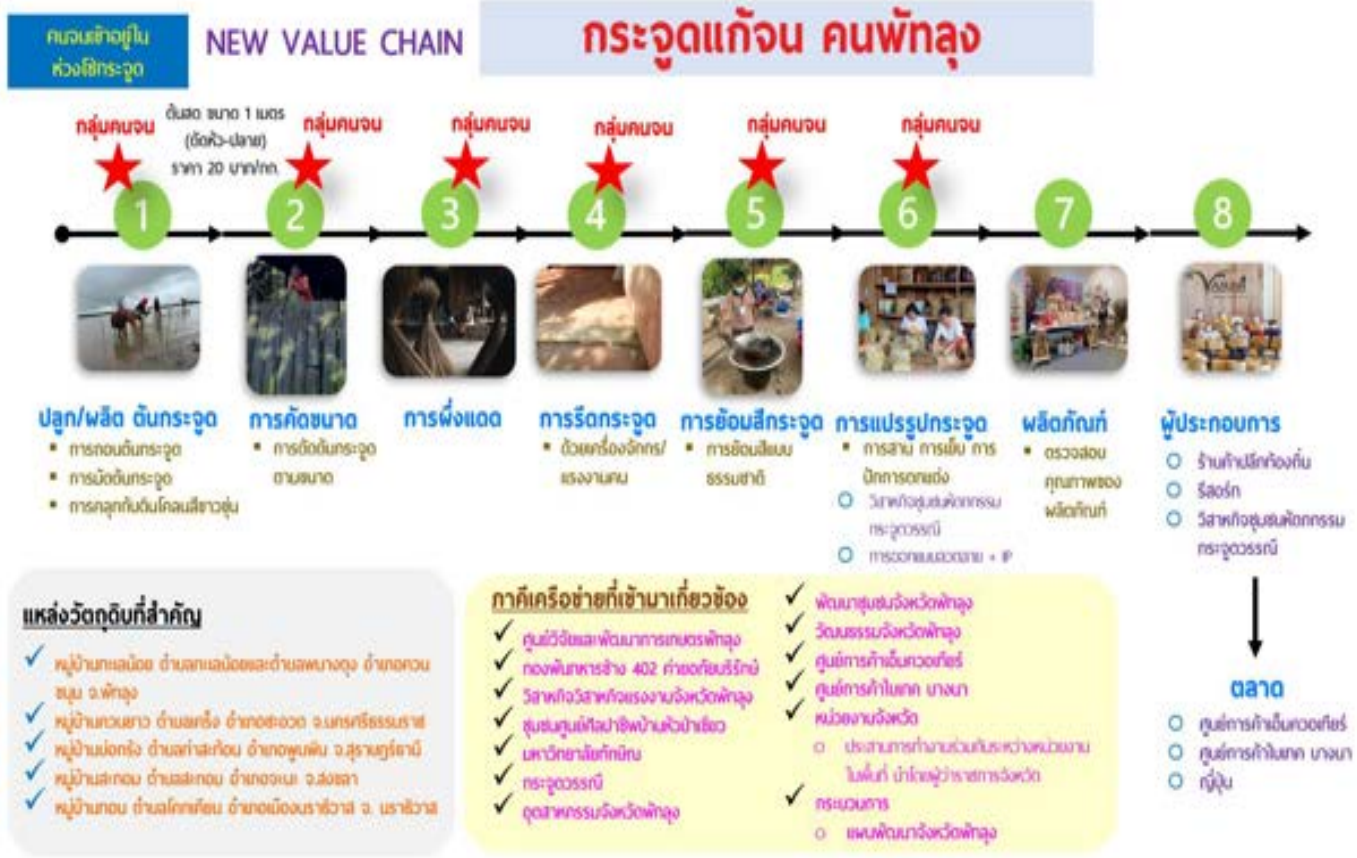 คนจนเข้าอยู่ใน
ห่วงโซ่กระจูด
NEW VALUE CHAIN
กระจูดแก้จน คนพัทลุง
กลุ่มคนจน
ต้นสด ขนาด 1 เมตร
(ตัดหัว-ปลาย)
ราคา 20 บาท/กก.
กลุ่มคนจน
กลุ่มคนจน
กลุ่มคนจน
กลุ่มคนจน
กลุ่มคนจน
1
2
3
4
5
6
7
8
ปลูก/ผลิต ต้นกระจูด
การถอนต้นกระจูด
การมัดต้นกระจูด
การคลุกกับดินโคลนสีขาวขุ่น
การคัดขนาด
การตัดต้นกระจูด
ตามขนาด
การผึ่งแดด
การรีดกระจูด
ด้วยเครื่องจักร/
แรงงานคน
การย้อมสีกระจูด
การย้อมสีแบบ
ธรรมชาติ
การแปรรูปกระจูด
การสาน การเย็บ การ
ปักการตกแต่ง
วิสาหกิจชุมชนหัตถกรรม
กระจูดวรรณี
การออกแบบลวดลาย + IP
ผลิตภัณฑ์
ตรวจสอบ
คุณภาพของ
ผลิตภัณฑ์
ผู้ประกอบการ
ร้านค้าปลีกท้องถิ่น
รีสอร์ท
วิสาหกิจชุมชนหัตถกรรม
กระจูดวรรณี
ตลาด
ศูนย์การค้าเอ็มควอเทียร์
ศูนย์การค้าไบเทค บางนา
ญี่ปุ่น
แหล่งวัตถุดิบที่สำคัญ
หมู่บ้านทะเลน้อย ตำบลทะเลน้อยและตำบลพนางตุง อำเภอควน
ขนุน จ.พัทลุง
หมู่บ้านควนยาว ตำบลเคร็ง อำเภอชะอวด จ.นครศรีธรรมราช
หมู่บ้านห่อกรัง ตำบลท่าสะท้อน อำเภอพุนพิน จ.สุราษฎร์ธานี
หมู่บ้านสะกอม ตำบลสะกอม อำเภอจะนะ จ.สงขลา
หมู่บ้านทอน ตำบลโคกเคียน อำเภอเมืองนราธิวาส จ. นราธิวาส
ภาคีเครือข่ายที่เข้ามาเกี่ยวข้อง
ศูนย์วิจัยและพัฒนาการเกษตรพัทลุง
กองพันทหารช่าง 402 ค่ายอภัยบริรักษ์
วิสาหกิจวิสาหกิจแรงงานจังหวัดพัทลุง
ชุมชนศูนย์ศิลปาชีพบ้านหัวป่าเขียว
มหาวิทยาลัยทักษิณ
กระจูดวรรณี
อุตสาหกรรมจังหวัดพัทลุง
พัฒนาชุมชนจังหวัดพัทลุง
วัฒนธรรมจังหวัดพัทลุง
ศูนย์การค้าเอ็มควอเทียร์
ศูนย์การค้าไบเทค บางนา
หน่วยงานจังหวัด
ประสานการทำงานร่วมกันระหว่างหน่วยงาน
ในพื้นที่ นำโดยผู้ว่าราชการจังหวัด
กระบวนการ
แผนพัฒนาจังหวัดพัทลุง